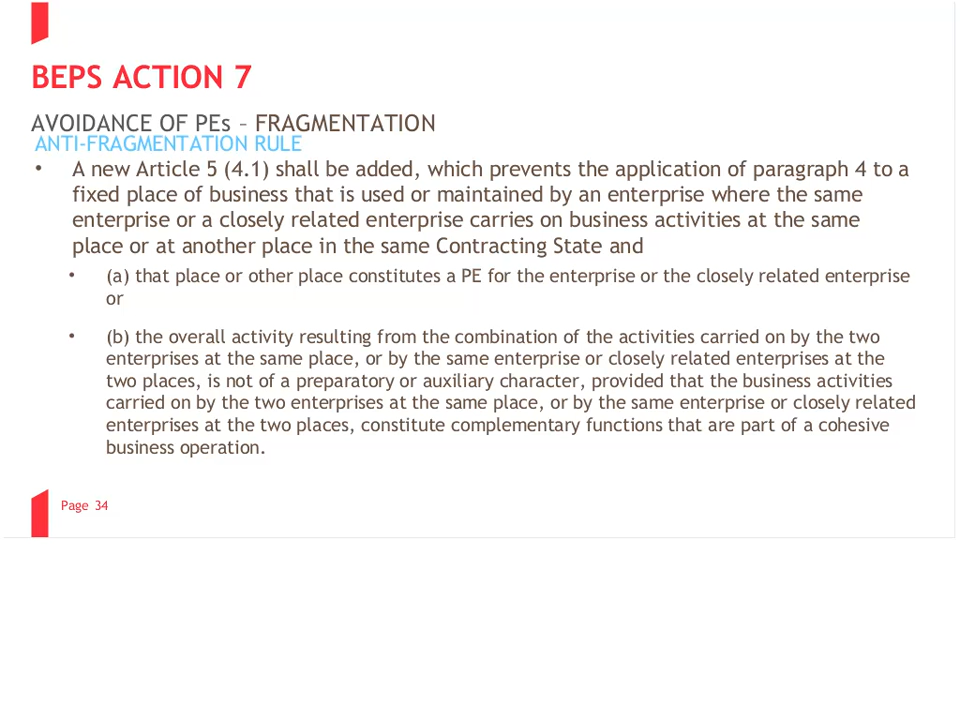 BEPS ACTION 7
AVOIDANCE OF PEs – FRAGMENTATION
ANTI-FRAGMENTATION RULE
• A new Article 5 (4.1) shall be added, which prevents the application of paragraph 4 to a
fixed place of business that is used or maintained by an enterprise where the same
enterprise or a closely related enterprise carries on business activities at the same
place or at another place in the same Contracting State and
• (a) that place or other place constitutes a PE for the enterprise or the closely related enterprise
or
• (b) the overall activity resulting from the combination of the activities carried on by the two
enterprises at the same place, or by the same enterprise or closely related enterprises at the
two places, is not of a preparatory or auxiliary character, provided that the business activities
carried on by the two enterprises at the same place, or by the same enterprise or closely related
enterprises at the two places, constitute complementary functions that are part of a cohesive
business operation.
Page 34